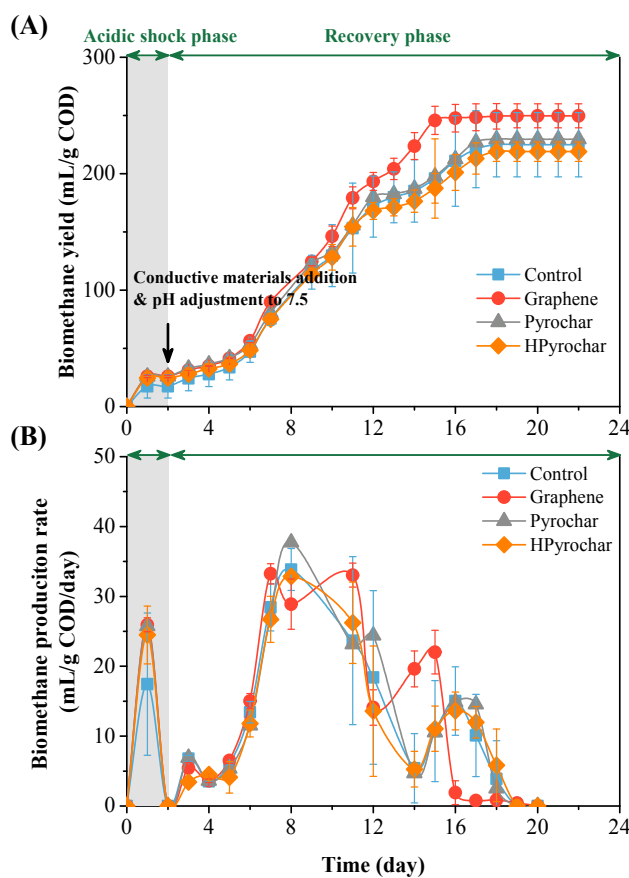 (A)
Acidic shock phase
Recovery phase
300
200
100
0
Biomethane yield (mL/g COD)
Conductive materials addition
& pH adjustment to 7.5
Control
Graphene
Pyrochar
HPyrochar
0 4 8 12 16 20 24
(B)
50
40
30
20
10
0
Biomethane production rate
(mL/g COD/day)
Control
Graphene
Pyrochar
HPyrochar
0 4 8 12 16 20 24
Time (day)